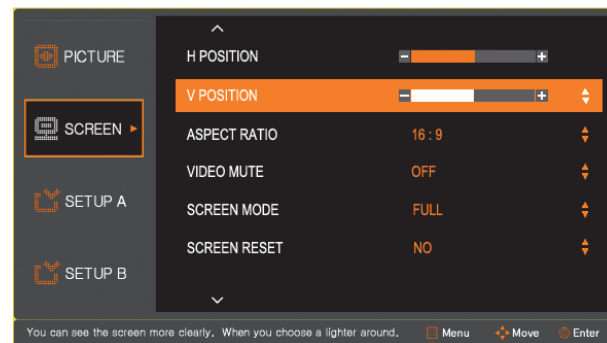 PICTURE
SCREEN
SETUP A
SETUP B
H POSITION
V POSITION
ASPECT RATIO 16 : 9
VIDEO MUTE OFF
SCREEN MODE FULL
SCREEN RESET NO
You can see the screen more clearly. When you choose a lighter around. Menu Move Enter